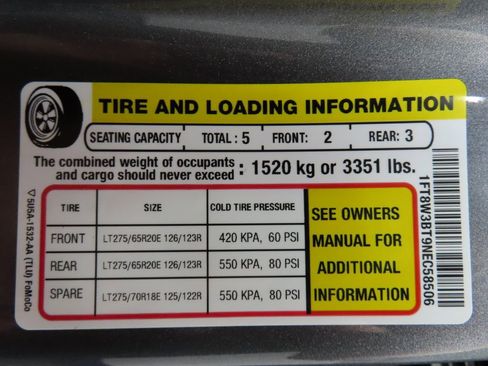 TIRE AND LOADING INFORMATION
SEATING CAPACITY TOTAL : 5 FRONT: 2 REAR: 3
The combined weight of occupants
and cargo should never exceed : 1520 kg or 3351 lbs.
TIRE SIZE COLD TIRE PRESSURE
FRONT LT275/65R20E 126/123R 420 KPA, 60 PSI
REAR LT275/65R20E 126/123R 550 KPA, 80 PSI
SPARE LT275/70R18E 125/122R 550 KPA, 80 PSI
SEE OWNERS
MANUAL FOR
ADDITIONAL
INFORMATION
5U5A-1532-AA (TLU) FoMoCo
1FT8W3BT9NEC58506